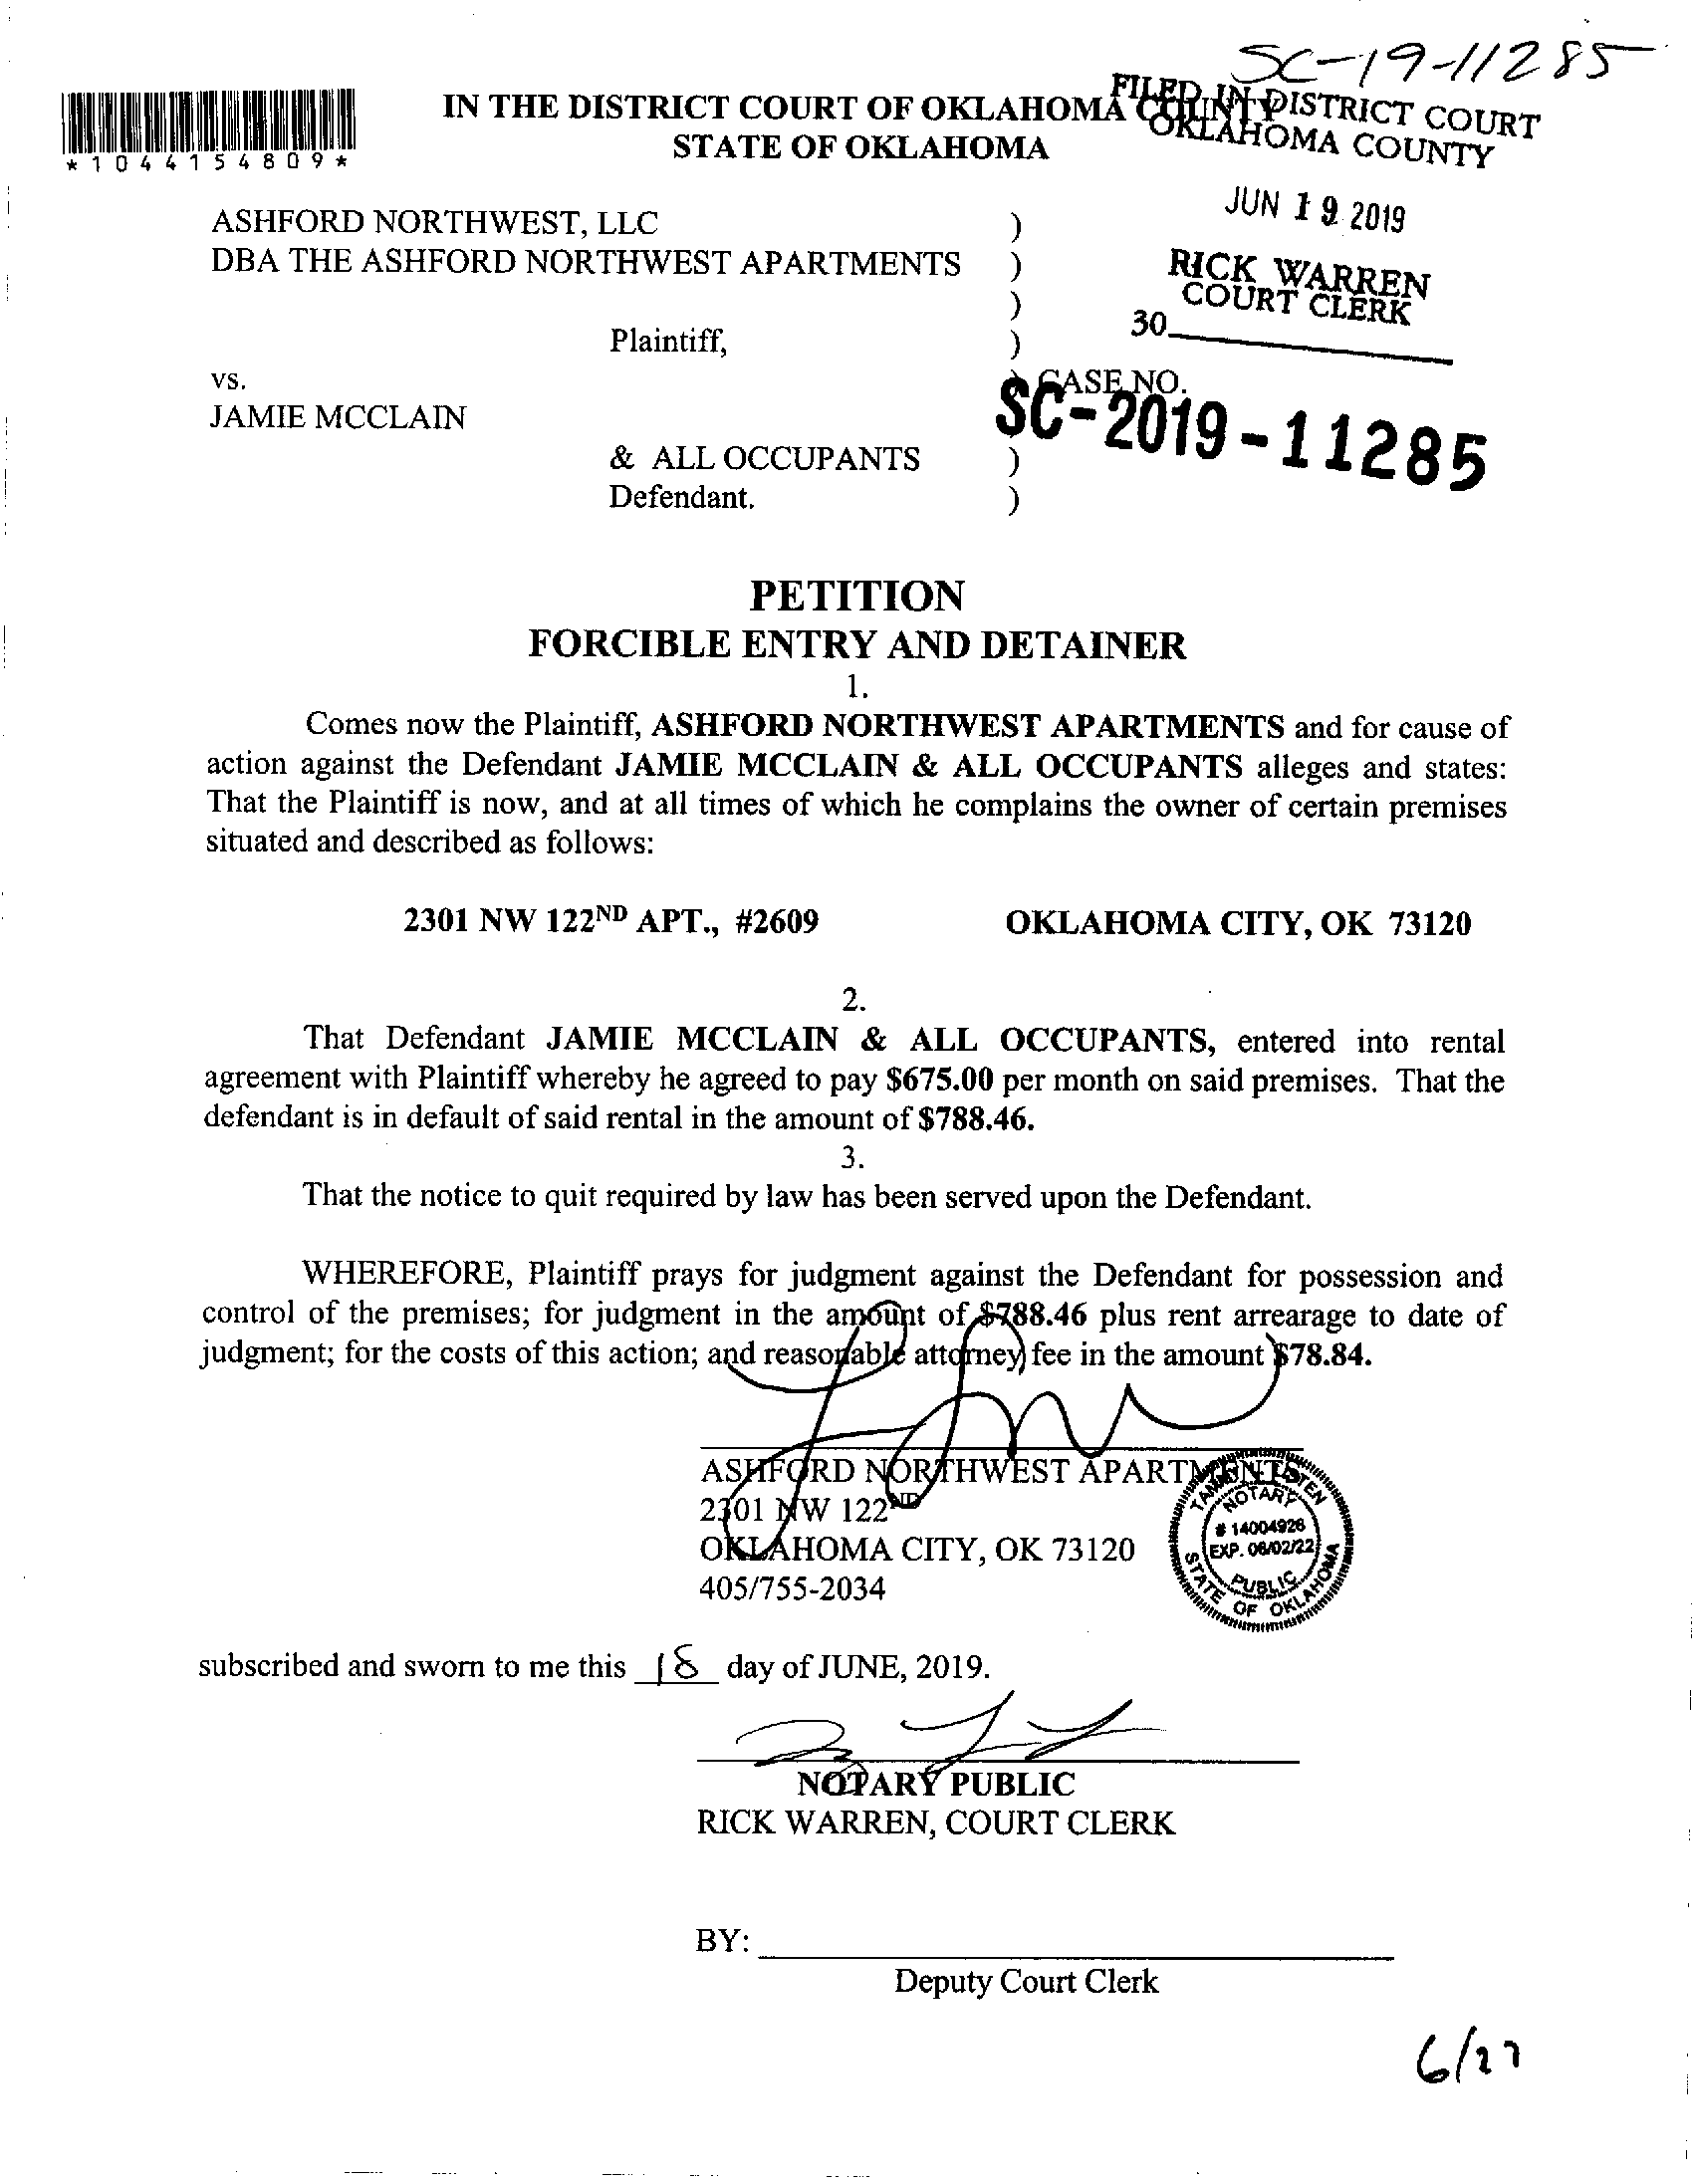 SC-19-11285
*1044154809*
IN THE DISTRICT COURT OF OKLAHOMA COUNTY
STATE OF OKLAHOMA
FILED IN DISTRICT COURT
OKLAHOMA COUNTY
JUN 19 2019
RICK WARREN
COURT CLERK
30
ASHFORD NORTHWEST, LLC )
DBA THE ASHFORD NORTHWEST APARTMENTS )
)
Plaintiff, )
vs. ) CASE NO.
JAMIE MCCLAIN
SC-2019-11285
& ALL OCCUPANTS )
Defendant. )
PETITION
FORCIBLE ENTRY AND DETAINER
1.
Comes now the Plaintiff, ASHFORD NORTHWEST APARTMENTS and for cause of
action against the Defendant JAMIE MCCLAIN & ALL OCCUPANTS alleges and states:
That the Plaintiff is now, and at all times of which he complains the owner of certain premises
situated and described as follows:
2301 NW 122ND APT., #2609 OKLAHOMA CITY, OK 73120
2.
That Defendant JAMIE MCCLAIN & ALL OCCUPANTS, entered into rental
agreement with Plaintiff whereby he agreed to pay $675.00 per month on said premises. That the
defendant is in default of said rental in the amount of $788.46.
3.
That the notice to quit required by law has been served upon the Defendant.
WHEREFORE, Plaintiff prays for judgment against the Defendant for possession and
control of the premises; for judgment in the amount of $788.46 plus rent arrearage to date of
judgment; for the costs of this action; and reasonable attorney fee in the amount $78.84.
ASHFORD NORTHWEST APARTMENTS
2301 NW 122ND
OKLAHOMA CITY, OK 73120
405/755-2034
NOTARY
# 14004926
EXP. 06/02/22
PUBLIC
STATE OF OKLAHOMA
subscribed and sworn to me this 18 day of JUNE, 2019.
NOTARY PUBLIC
RICK WARREN, COURT CLERK
BY:
Deputy Court Clerk
6/27